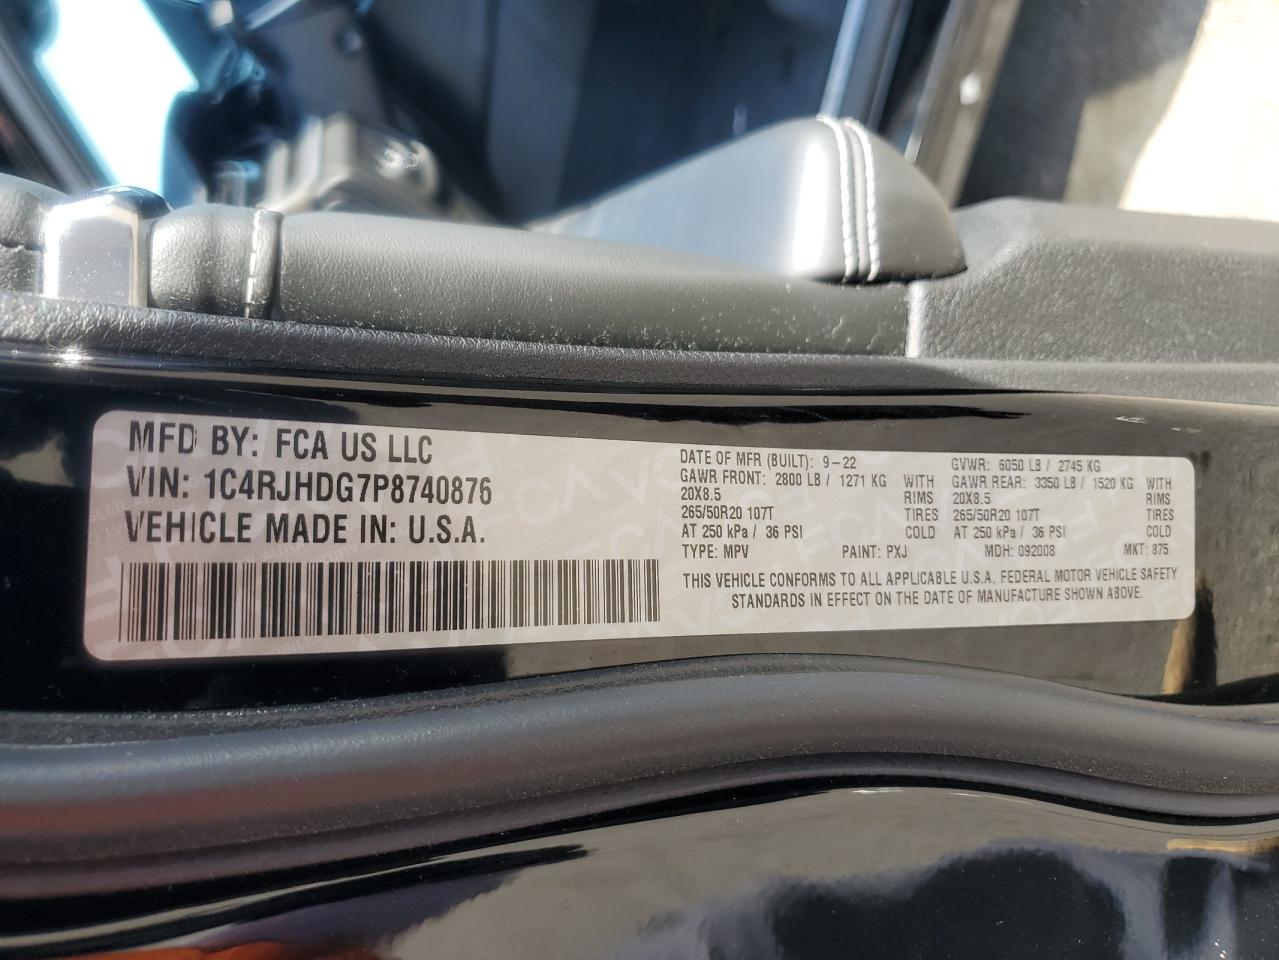 MFD BY: FCA US LLC
VIN: 1C4RJHDG7P8740876
VEHICLE MADE IN: U.S.A.
DATE OF MFR (BUILT): 9-22 GVWR: 6050 LB / 2745 KG
GAWR FRONT: 2800 LB / 1271 KG WITH GAWR REAR: 3350 LB / 1520 KG WITH
20X8.5 RIMS 20X8.5 RIMS
265/50R20 107T TIRES 265/50R20 107T TIRES
AT 250 kPa / 36 PSI COLD AT 250 kPa / 36 PSI COLD
TYPE: MPV PAINT: PXJ MDH: 092008 MKT: 875
THIS VEHICLE CONFORMS TO ALL APPLICABLE U.S.A. FEDERAL MOTOR VEHICLE SAFETY
STANDARDS IN EFFECT ON THE DATE OF MANUFACTURE SHOWN ABOVE.